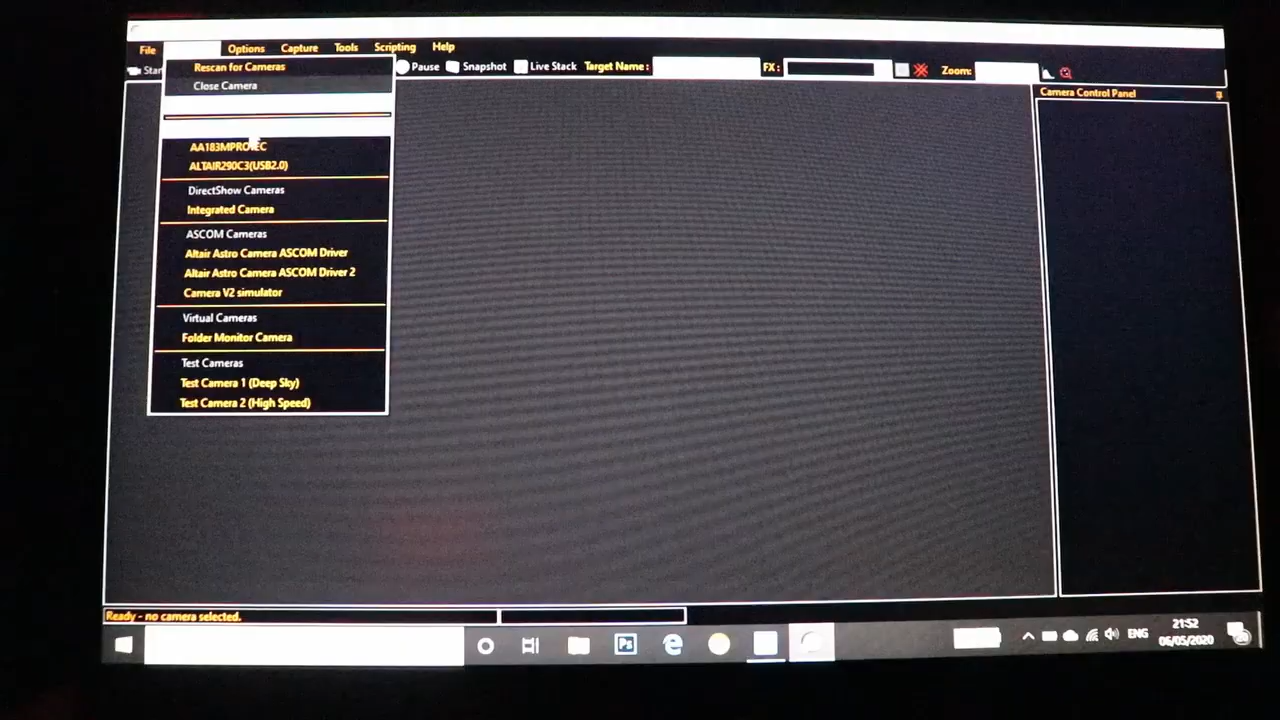 File Options Capture Tools Scripting Help
Pause Snapshot Live Stack Target Name : FX : Zoom:
Rescan for Cameras
Close Camera
AA183MPROTEC
ALTAIR290C3(USB2.0)
DirectShow Cameras
Integrated Camera
ASCOM Cameras
Altair Astro Camera ASCOM Driver
Altair Astro Camera ASCOM Driver 2
Camera V2 simulator
Virtual Cameras
Folder Monitor Camera
Test Cameras
Test Camera 1 (Deep Sky)
Test Camera 2 (High Speed)
Camera Control Panel
Ready - no camera selected.
Ps
ENG
21:52
06/05/2020